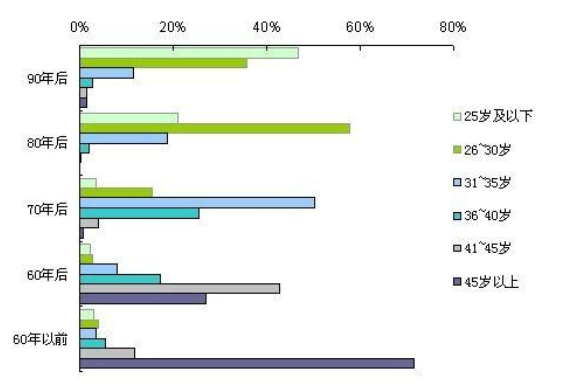 0% 20% 40% 60% 80%
90年后
80年后
70年后
60年后
60年以前
25岁及以下
26~30岁
31~35岁
36~40岁
41~45岁
45岁以上